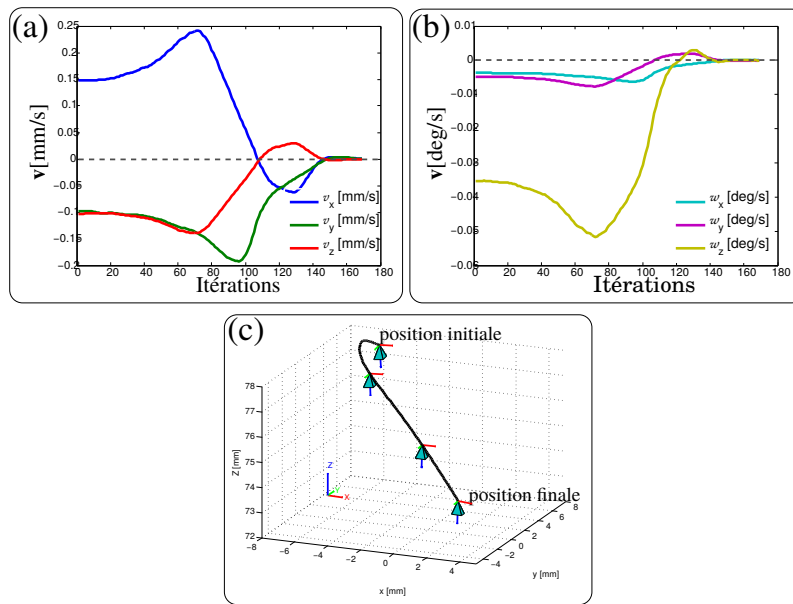 (a)
0.25
0.2
0.15
0.1
0.05
0
-0.05
-0.1
-0.15
-0.2
v[mm/s]
0 20 40 60 80 100 120 140 160 180
Itérations
v_x [mm/s]
v_y [mm/s]
v_z [mm/s]
(b)
0.01
0
-0.01
-0.02
-0.03
-0.04
-0.05
-0.06
v[deg/s]
0 20 40 60 80 100 120 140 160 180
Itérations
w_x [deg/s]
w_y [deg/s]
w_z [deg/s]
(c)
position initiale
78
77
76
75
74
73
72
Z [mm]
Z
Y
X
position finale
-8 -6 -4 -2 0 2 4
x [mm]
-4 -2 0 2 4 6 8
y [mm]